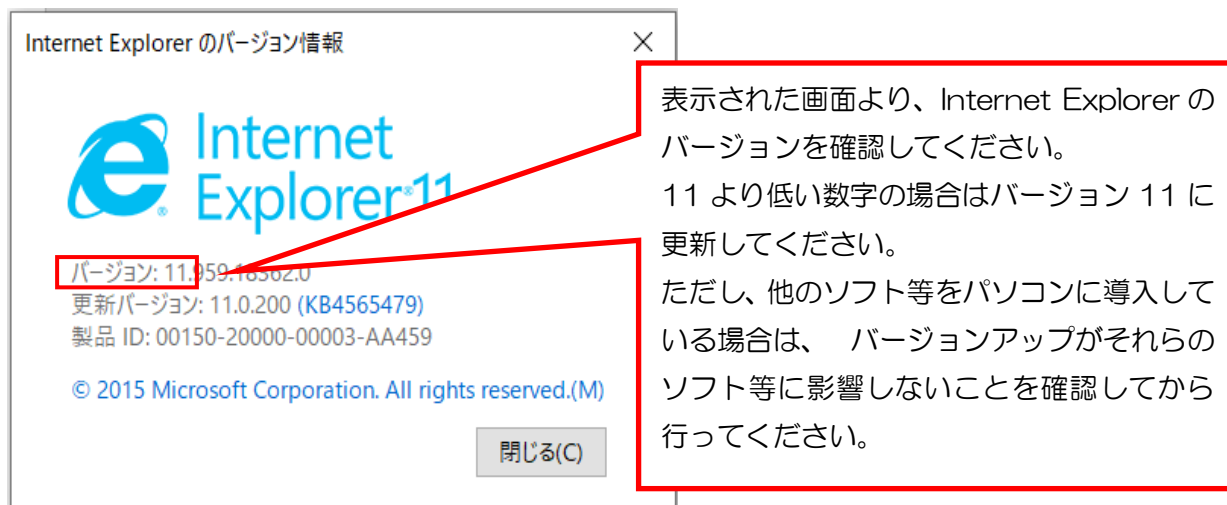 Internet Explorer のバージョン情報
Internet
Explorer 11
バージョン: 11.959.18362.0
更新バージョン: 11.0.200 (KB4565479)
製品 ID: 00150-20000-00003-AA459
© 2015 Microsoft Corporation. All rights reserved.(M)
閉じる(C)
表示された画面より、Internet Explorer の
バージョンを確認してください。
11 より低い数字の場合はバージョン 11 に
更新してください。
ただし、他のソフト等をパソコンに導入して
いる場合は、　バージョンアップがそれらの
ソフト等に影響しないことを確認してから
行ってください。